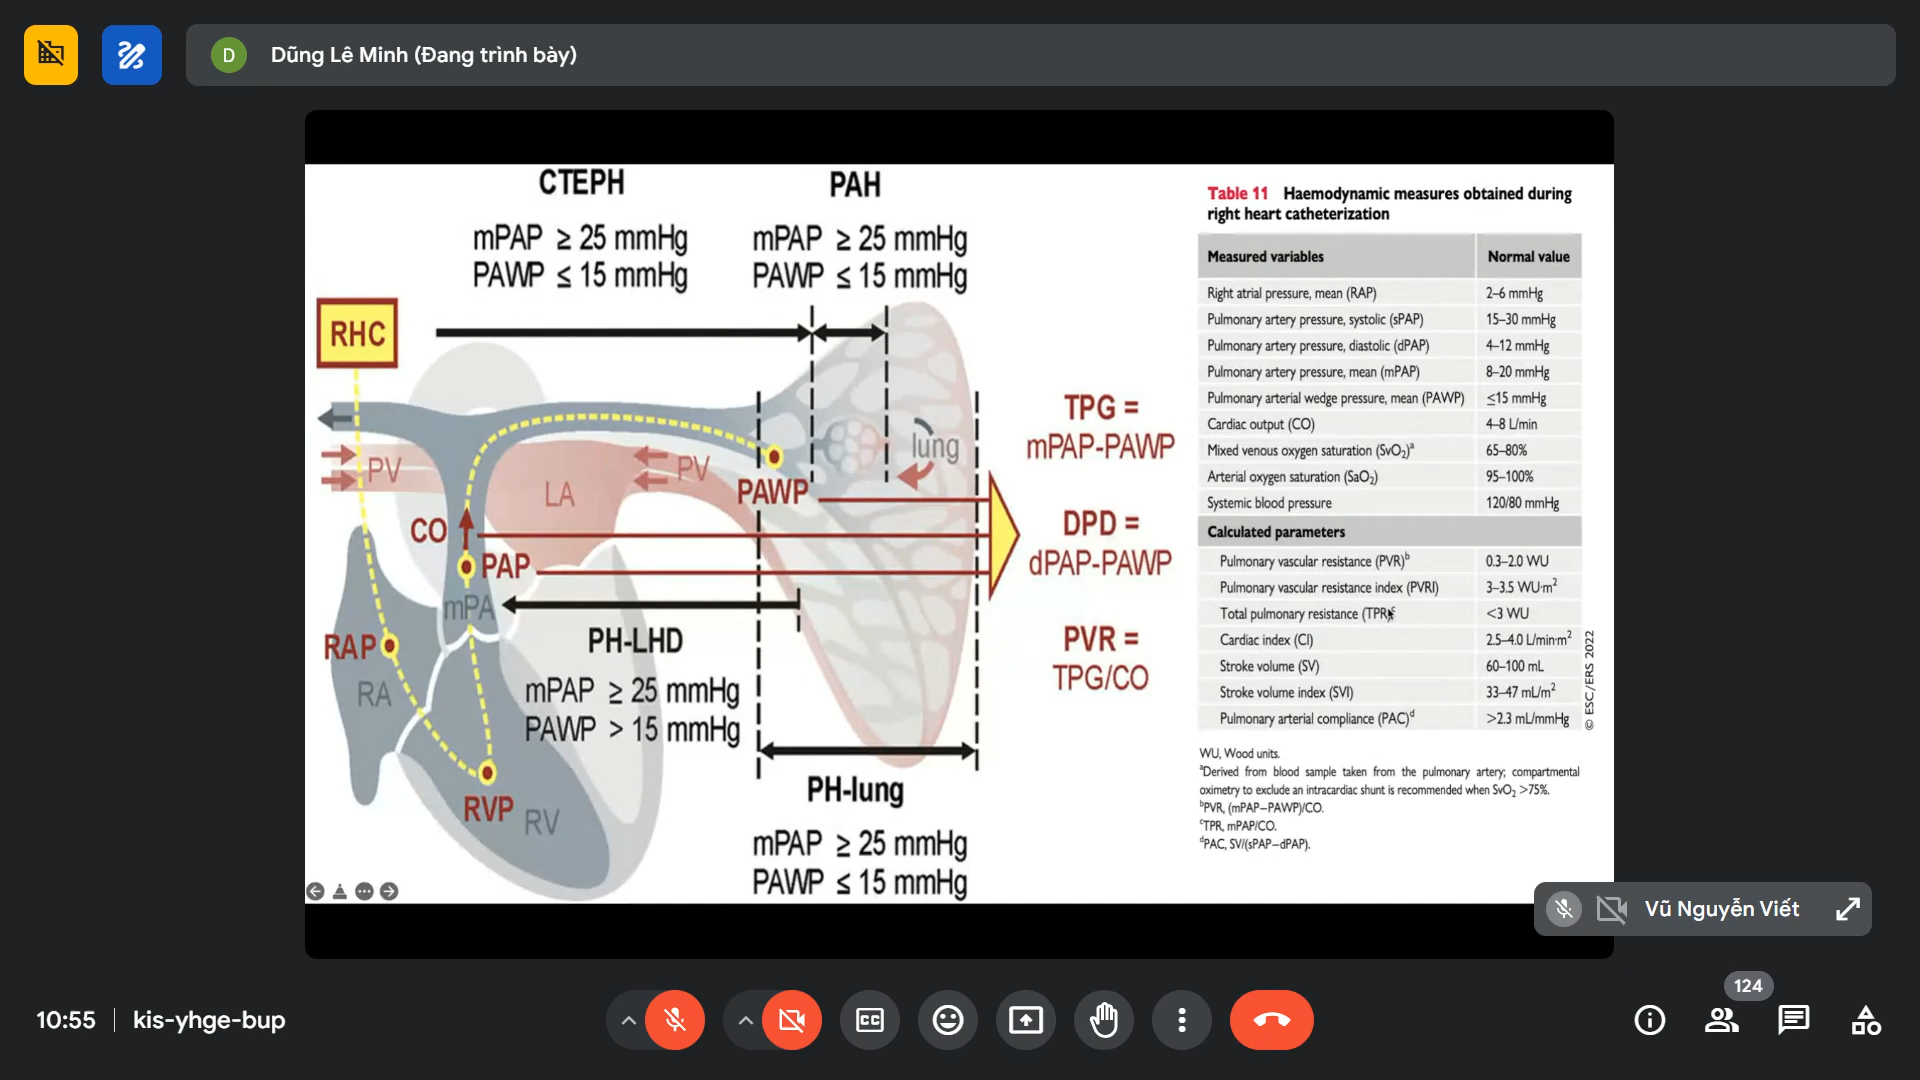 D
Dũng Lê Minh (Đang trình bày)
CTEPH
mPAP ≥ 25 mmHg
PAWP ≤ 15 mmHg
PAH
mPAP ≥ 25 mmHg
PAWP ≤ 15 mmHg
RHC
PV
LA
PV
lung
PAWP
CO
PAP
mPA
RAP
RA
PH-LHD
mPAP ≥ 25 mmHg
PAWP > 15 mmHg
RVP
RV
PH-lung
mPAP ≥ 25 mmHg
PAWP ≤ 15 mmHg
TPG =
mPAP-PAWP
DPD =
dPAP-PAWP
PVR =
TPG/CO
Table 11 Haemodynamic measures obtained during
right heart catheterization
Measured variables Normal value
Right atrial pressure, mean (RAP) 2–6 mmHg
Pulmonary artery pressure, systolic (sPAP) 15–30 mmHg
Pulmonary artery pressure, diastolic (dPAP) 4–12 mmHg
Pulmonary artery pressure, mean (mPAP) 8–20 mmHg
Pulmonary arterial wedge pressure, mean (PAWP) ≤15 mmHg
Cardiac output (CO) 4–8 L/min
Mixed venous oxygen saturation (SvO₂)ᵃ 65–80%
Arterial oxygen saturation (SaO₂) 95–100%
Systemic blood pressure 120/80 mmHg
Calculated parameters
Pulmonary vascular resistance (PVR)ᵇ 0.3–2.0 WU
Pulmonary vascular resistance index (PVRI) 3–3.5 WU·m²
Total pulmonary resistance (TPR)ᶜ <3 WU
Cardiac index (CI) 2.5–4.0 L/min·m²
Stroke volume (SV) 60–100 mL
Stroke volume index (SVI) 33–47 mL/m²
Pulmonary arterial compliance (PAC)ᵈ >2.3 mL/mmHg
© ESC/ERS 2022
WU, Wood units.
ᵃDerived from blood sample taken from the pulmonary artery; compartmental
oximetry to exclude an intracardiac shunt is recommended when SvO₂ >75%.
ᵇPVR, (mPAP–PAWP)/CO.
ᶜTPR, mPAP/CO.
ᵈPAC, SV/(sPAP–dPAP).
Vũ Nguyễn Viết
10:55 kis-yhge-bup
CC
124